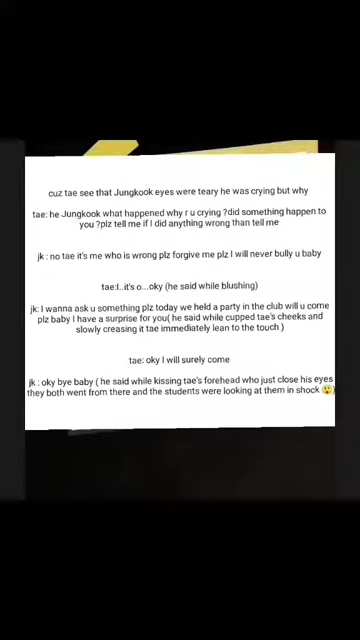 cuz tae see that Jungkook eyes were teary he was crying but why
tae: he Jungkook what happened why r u crying ?did something happen to
you ?plz tell me if I did anything wrong than tell me
jk : no tae it's me who is wrong plz forgive me plz I will never bully u baby
tae:I..it's o...oky (he said while blushing)
jk: I wanna ask u something plz today we held a party in the club will u come
plz baby I have a surprise for you( he said while cupped tae's cheeks and
slowly creasing it tae immediately lean to the touch )
tae: oky I will surely come
jk : oky bye baby ( he said while kissing tae's forehead who just close his eyes
they both went from there and the students were looking at them in shock 😲)